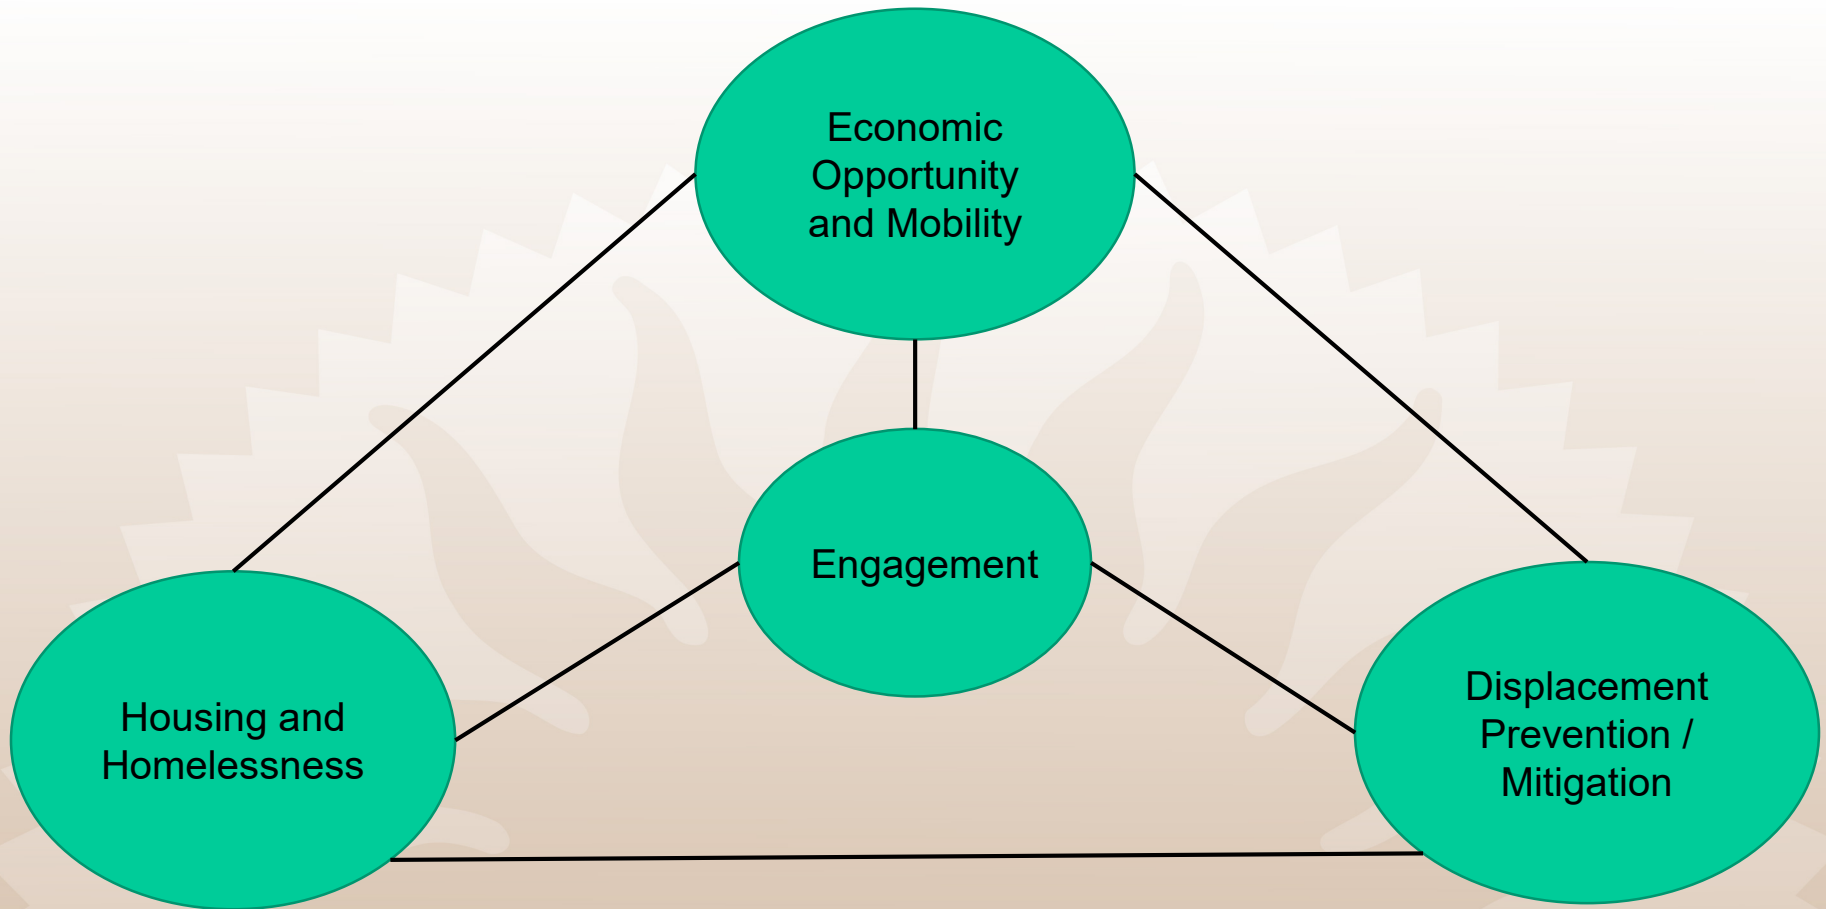 Economic
Opportunity
and Mobility
Engagement
Housing and
Homelessness
Displacement
Prevention /
Mitigation